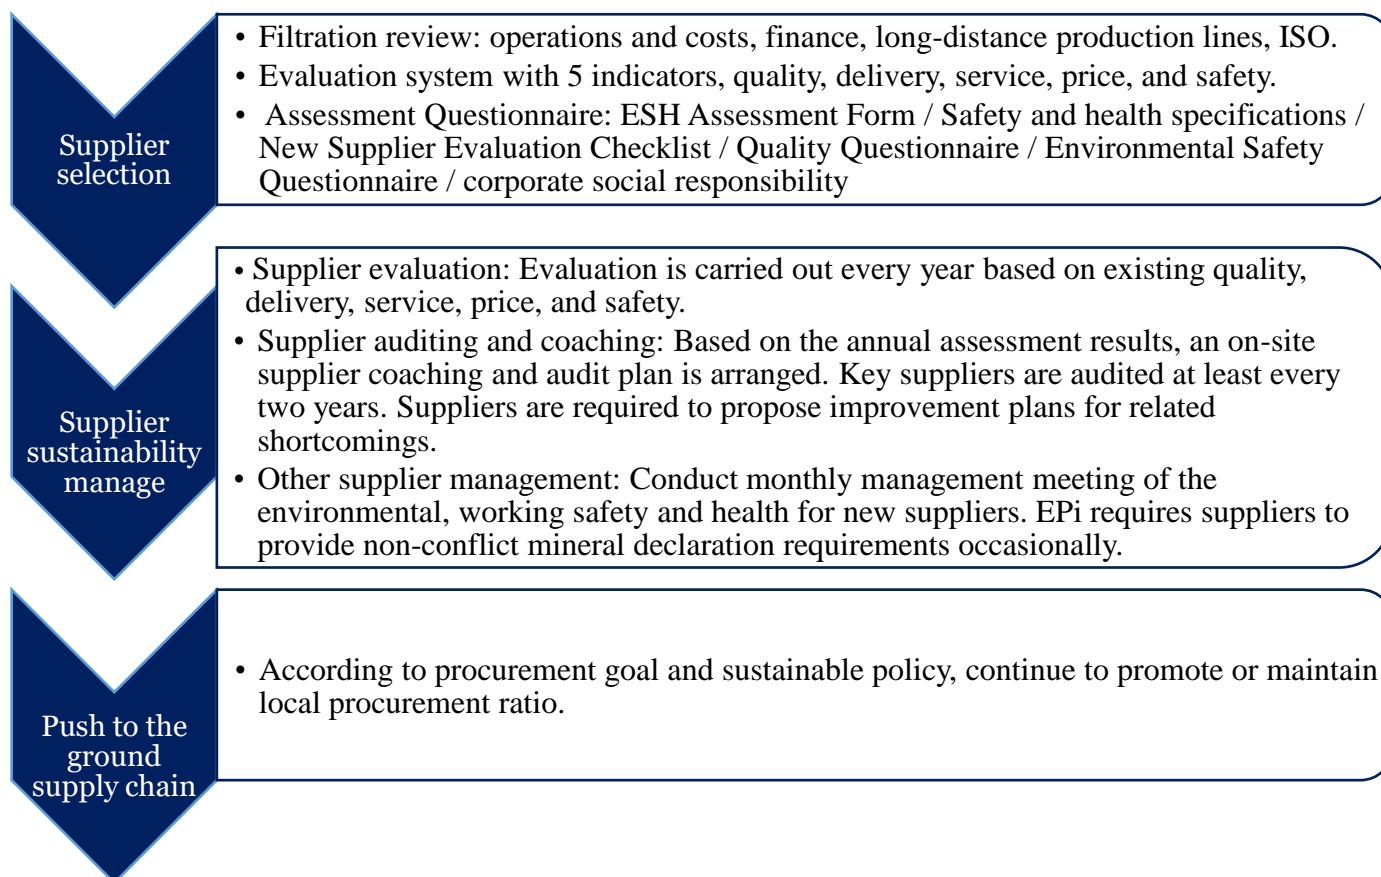 Supplier
selection
• Filtration review: operations and costs, finance, long-distance production lines, ISO.
• Evaluation system with 5 indicators, quality, delivery, service, price, and safety.
• Assessment Questionnaire: ESH Assessment Form / Safety and health specifications /
New Supplier Evaluation Checklist / Quality Questionnaire / Environmental Safety
Questionnaire / corporate social responsibility
Supplier
sustainability
manage
• Supplier evaluation: Evaluation is carried out every year based on existing quality,
delivery, service, price, and safety.
• Supplier auditing and coaching: Based on the annual assessment results, an on-site
supplier coaching and audit plan is arranged. Key suppliers are audited at least every
two years. Suppliers are required to propose improvement plans for related
shortcomings.
• Other supplier management: Conduct monthly management meeting of the
environmental, working safety and health for new suppliers. EPi requires suppliers to
provide non-conflict mineral declaration requirements occasionally.
Push to the
ground
supply chain
• According to procurement goal and sustainable policy, continue to promote or maintain
local procurement ratio.